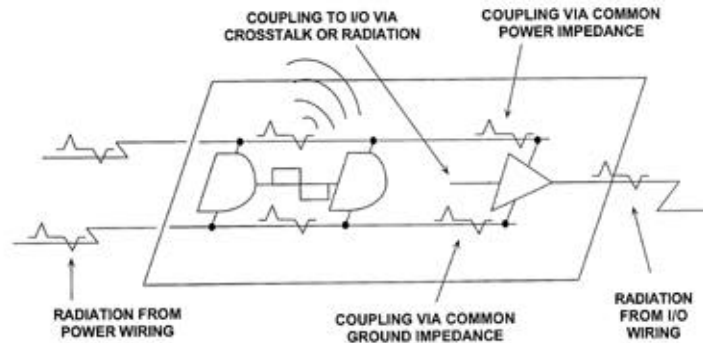 COUPLING TO I/O VIA
CROSSTALK OR RADIATION
COUPLING VIA COMMON
POWER IMPEDANCE
RADIATION FROM
POWER WIRING
COUPLING VIA COMMON
GROUND IMPEDANCE
RADIATION
FROM I/O
WIRING